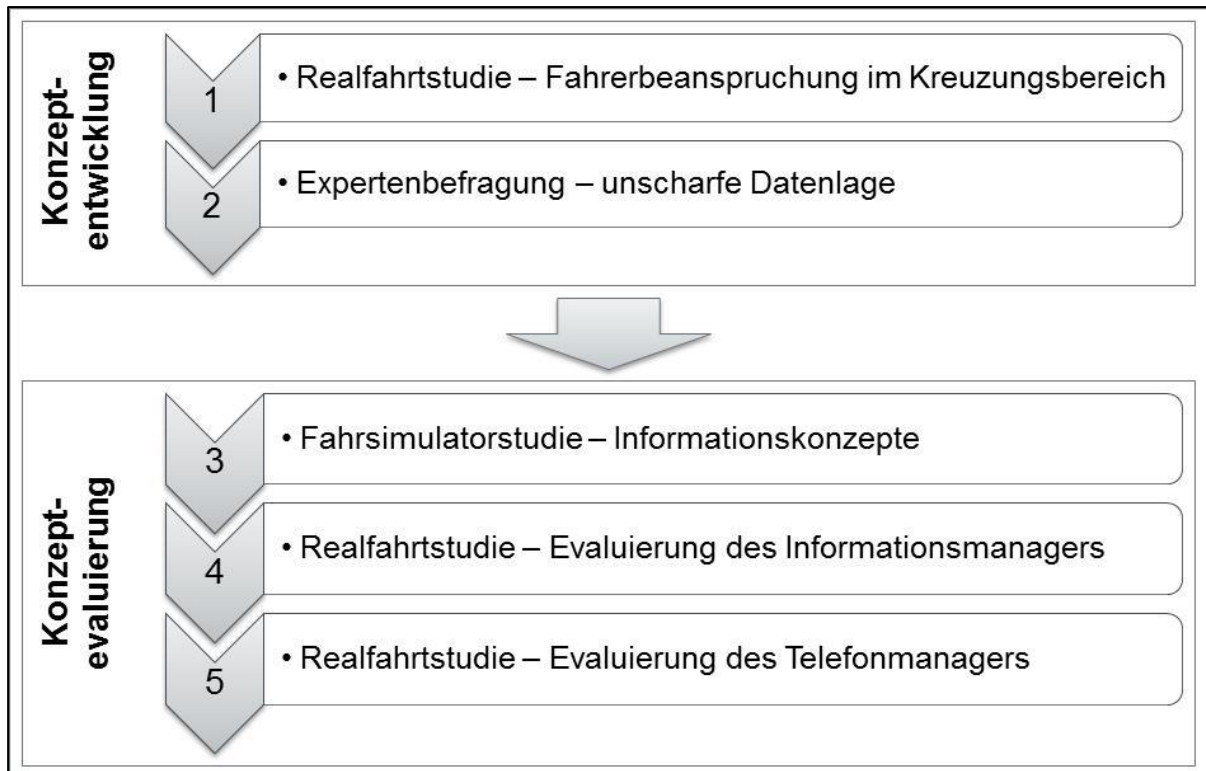 Konzept-
entwicklung
1
• Realfahrtstudie – Fahrerbeanspruchung im Kreuzungsbereich
2
• Expertenbefragung – unscharfe Datenlage
Konzept-
evaluierung
3
• Fahrsimulatorstudie – Informationskonzepte
4
• Realfahrtstudie – Evaluierung des Informationsmanagers
5
• Realfahrtstudie – Evaluierung des Telefonmanagers